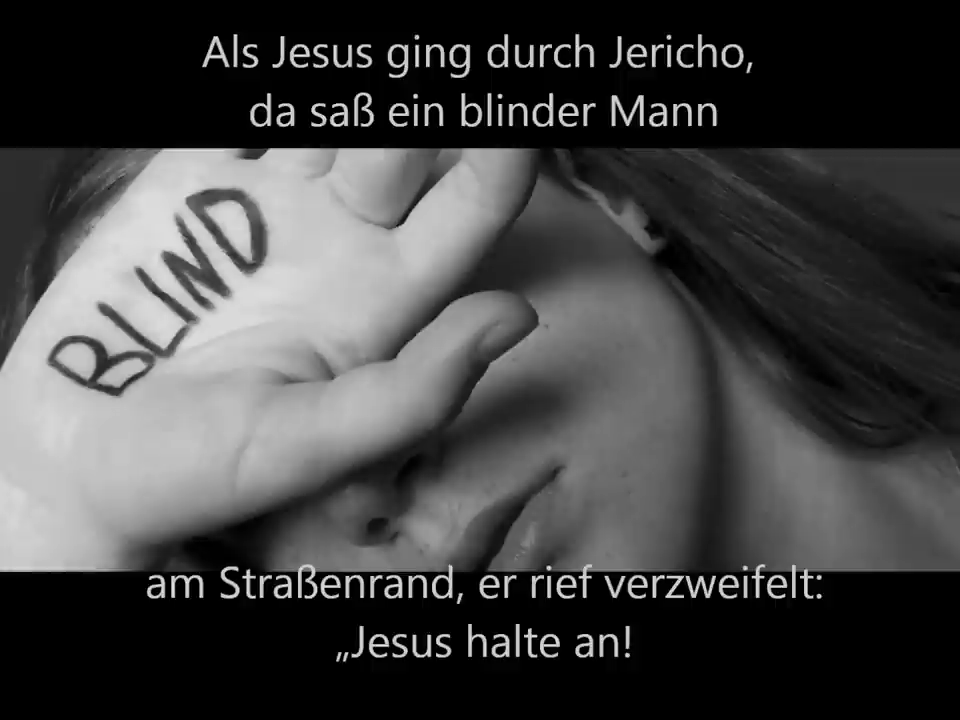 Als Jesus ging durch Jericho,
da saß ein blinder Mann
BLIND
am Straßenrand, er rief verzweifelt:
„Jesus halte an!